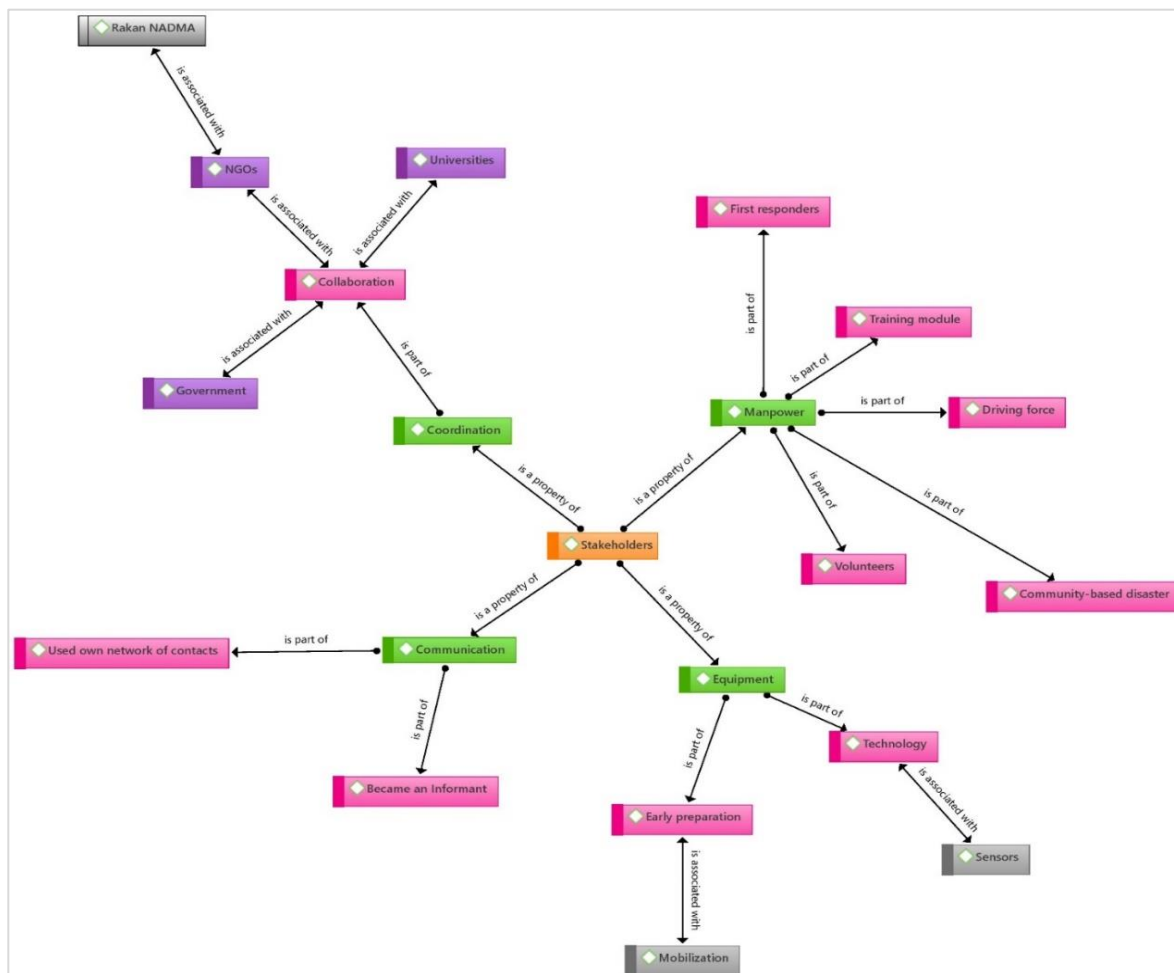 Rakan NADMA
is associated with
NGOs
Universities
is associated with
is associated with
Collaboration
is associated with
Government
is part of
Coordination
First responders
is part of
Training module
is part of
Manpower
is part of
Driving force
is part of
is part of
Volunteers
Community-based disaster
is a property of
is a property of
Stakeholders
is a property of
is a property of
Used own network of contacts
is part of
Communication
is part of
Became an Informant
Equipment
is part of
Technology
is part of
Early preparation
is associated with
Sensors
is associated with
Mobilization